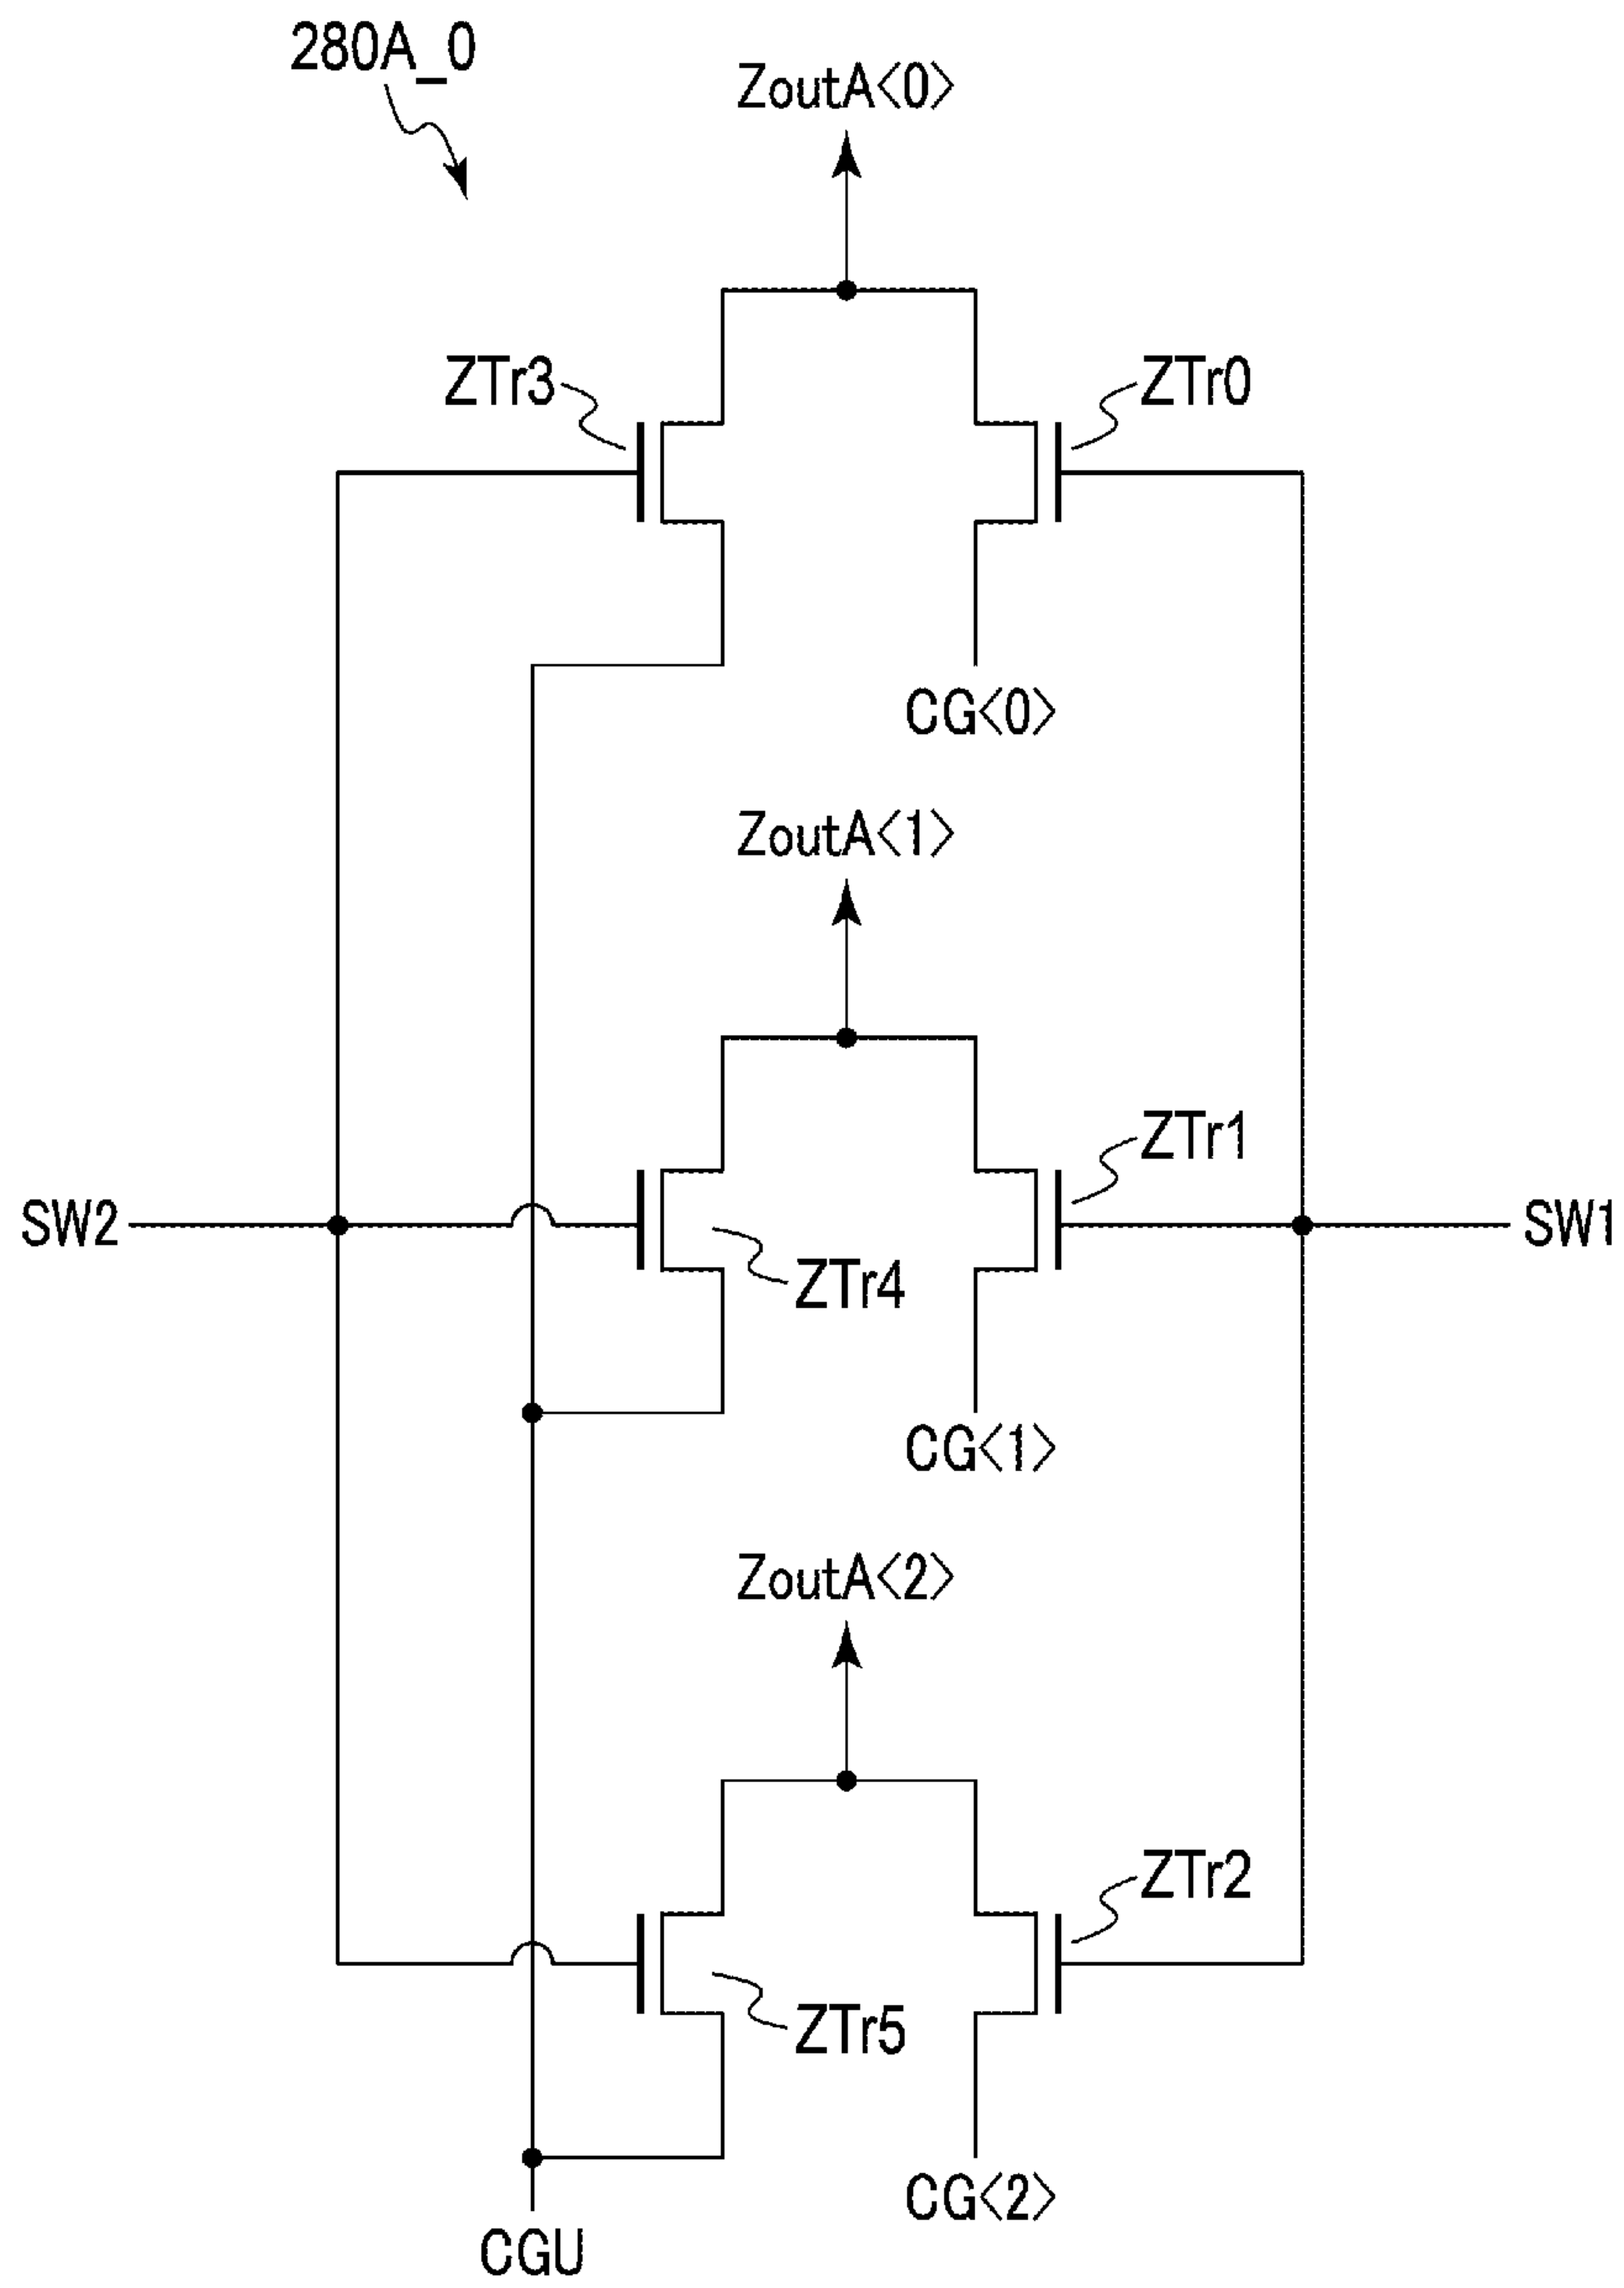 280A_0
ZoutA<0>
ZTr3
ZTr0
CG<0>
ZoutA<1>
ZTr1
SW2
SW1
ZTr4
CG<1>
ZoutA<2>
ZTr2
ZTr5
CG<2>
CGU